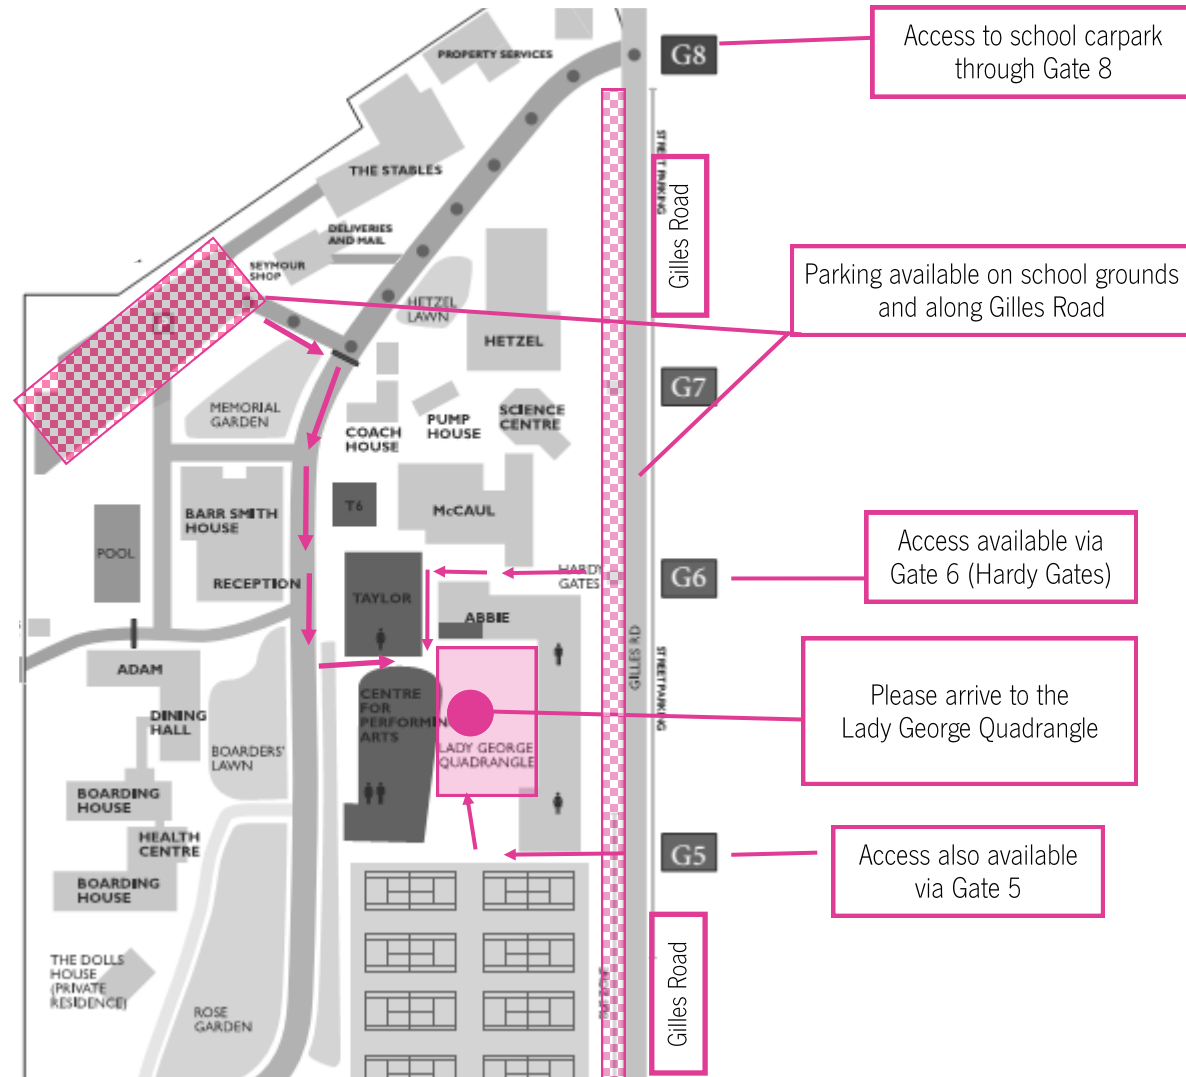 PROPERTY SERVICES
G8
Access to school carpark
through Gate 8
THE STABLES
STREET PARKING
Gilles Road
DELIVERIES
AND MAIL
SEYMOUR
SHOP
HETZEL
LAWN
Parking available on school grounds
and along Gilles Road
HETZEL
G7
MEMORIAL
GARDEN
COACH
HOUSE
PUMP
HOUSE
SCIENCE
CENTRE
T6
McCAUL
BARR SMITH
HOUSE
POOL
RECEPTION
HARDY
GATES
G6
Access available via
Gate 6 (Hardy Gates)
TAYLOR
ABBIE
GILLES RD
STREET PARKING
ADAM
DINING
HALL
BOARDERS'
LAWN
CENTRE
FOR
PERFORMIN
ARTS
LADY GEORGE
QUADRANGLE
Please arrive to the
Lady George Quadrangle
BOARDING
HOUSE
HEALTH
CENTRE
BOARDING
HOUSE
G5
Access also available
via Gate 5
THE DOLLS
HOUSE
(PRIVATE
RESIDENCE)
ROSE
GARDEN
Gilles Road